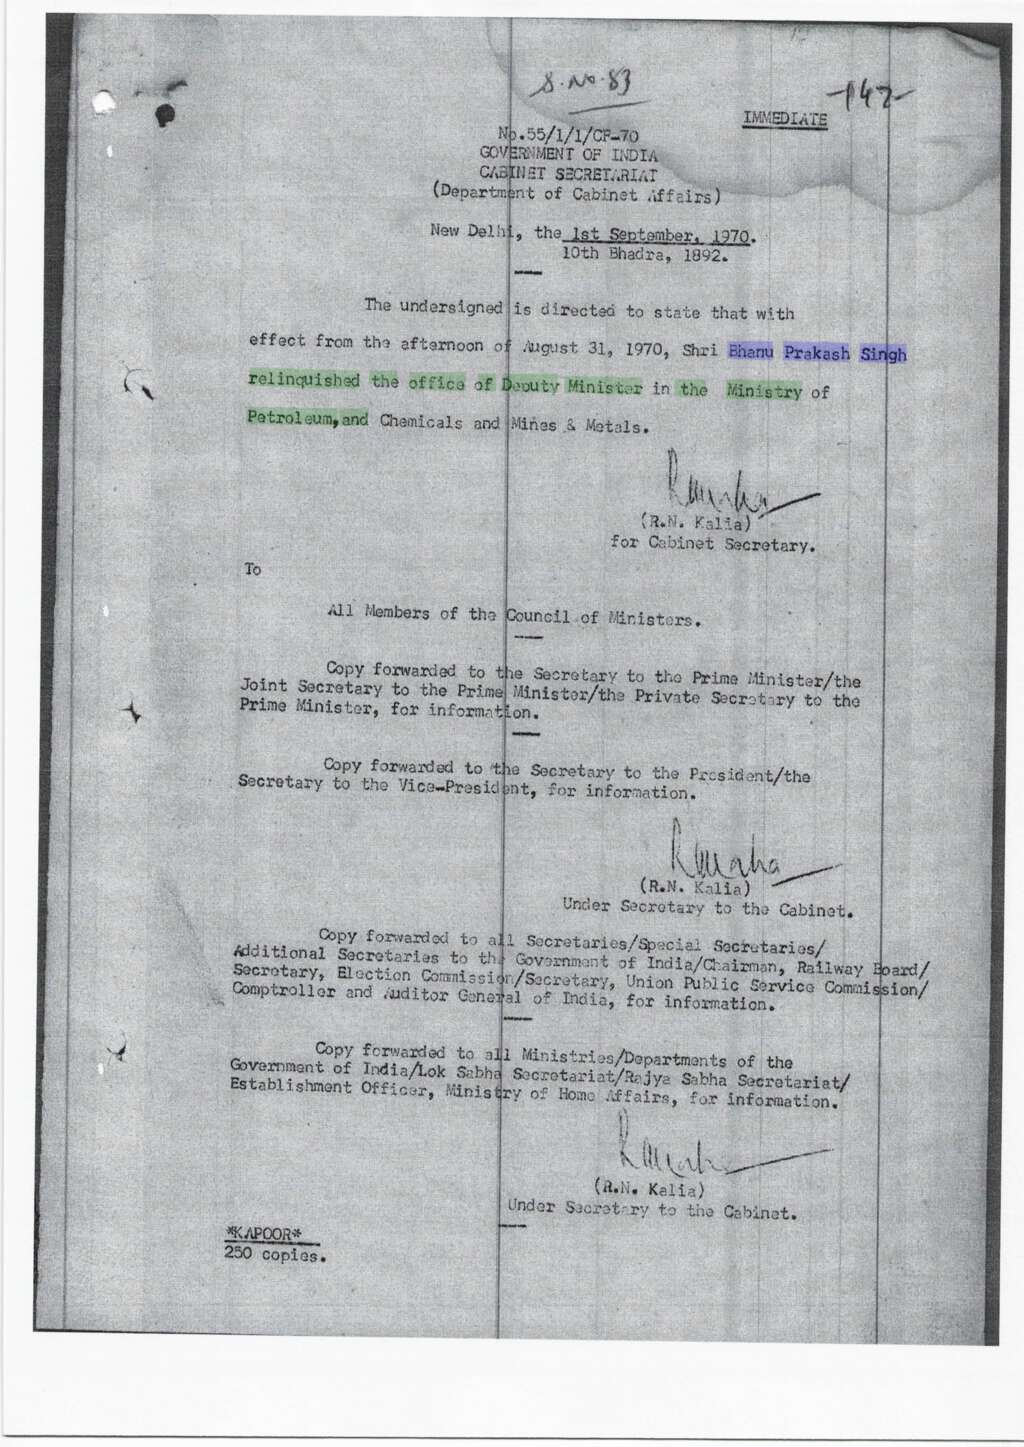 S.No.83
-142-
IMMEDIATE
No.55/1/1/CF-70
GOVERNMENT OF INDIA
CABINET SECRETARIAT
(Department of Cabinet Affairs)
New Delhi, the 1st September, 1970.
10th Bhadra, 1892.
The undersigned is directed to state that with
effect from the afternoon of August 31, 1970, Shri Bhanu Prakash Singh
relinquished the office of Deputy Minister in the Ministry of
Petroleum,and Chemicals and Mines & Metals.
(R.N. Kalia)
for Cabinet Secretary.
To
All Members of the Council of Ministers.
Copy forwarded to the Secretary to the Prime Minister/the
Joint Secretary to the Prime Minister/the Private Secretary to the
Prime Minister, for information.
Copy forwarded to the Secretary to the President/the
Secretary to the Vice-President, for information.
(R.N. Kalia)
Under Secretary to the Cabinet.
Copy forwarded to all Secretaries/Special Secretaries/
Additional Secretaries to the Government of India/Chairman, Railway Board/
Secretary, Election Commission/Secretary, Union Public Service Commission/
Comptroller and Auditor General of India, for information.
Copy forwarded to all Ministries/Departments of the
Government of India/Lok Sabha Secretariat/Rajya Sabha Secretariat/
Establishment Officer, Ministry of Home Affairs, for information.
(R.N. Kalia)
Under Secretary to the Cabinet.
*KAPOOR*
250 copies.